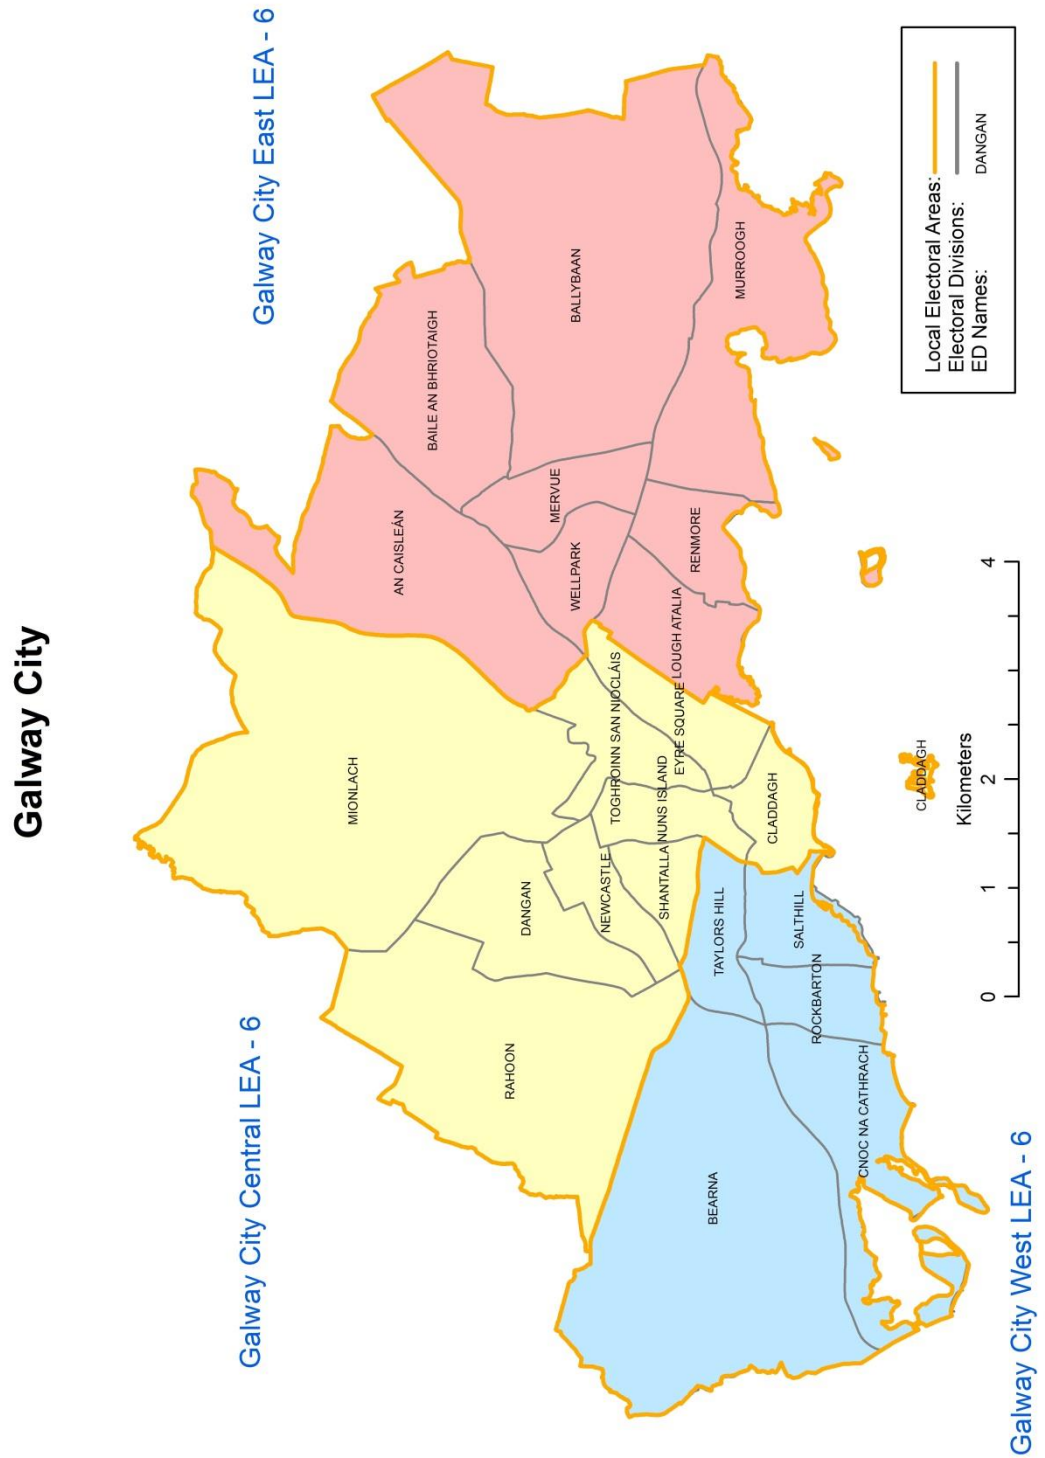 Galway City
Galway City East LEA - 6
Galway City Central LEA - 6
Galway City West LEA - 6
MIONLACH
AN CAISLEÁN
BAILE AN BHRIOTAIGH
BALLYBAAN
MERVUE
WELLPARK
MURROOGH
RENMORE
LOUGH ATALIA
EYRE SQUARE
TOGHROINN SAN NIOCLÁIS
NUNS ISLAND
SHANTALLA
NEWCASTLE
DANGAN
RAHOON
CLADDAGH
TAYLORS HILL
SALTHILL
ROCKBARTON
CNOC NA CATHRACH
BEARNA
CLADDAGH
0 1 2 4
Kilometers
Local Electoral Areas:
Electoral Divisions:
ED Names: DANGAN